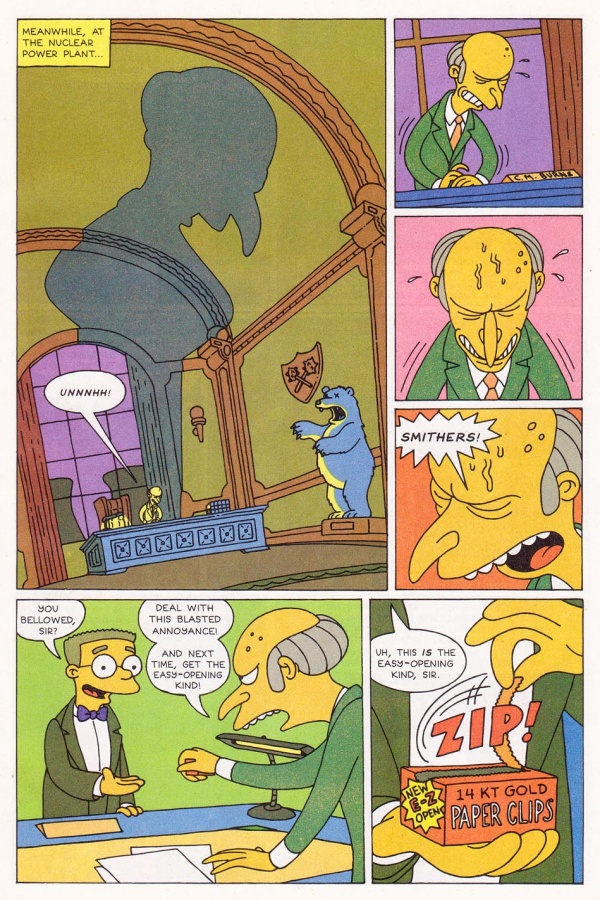 MEANWHILE, AT
THE NUCLEAR
POWER PLANT...
UNNNHH!
C.M. BURNS
SMITHERS!
YOU
BELLOWED,
SIR?
DEAL WITH
THIS BLASTED
ANNOYANCE!
AND NEXT
TIME, GET THE
EASY-OPENING
KIND!
UH, THIS IS THE
EASY-OPENING
KIND, SIR.
ZIP!
NEW
E-Z
OPEN
14 KT GOLD
PAPER CLIPS